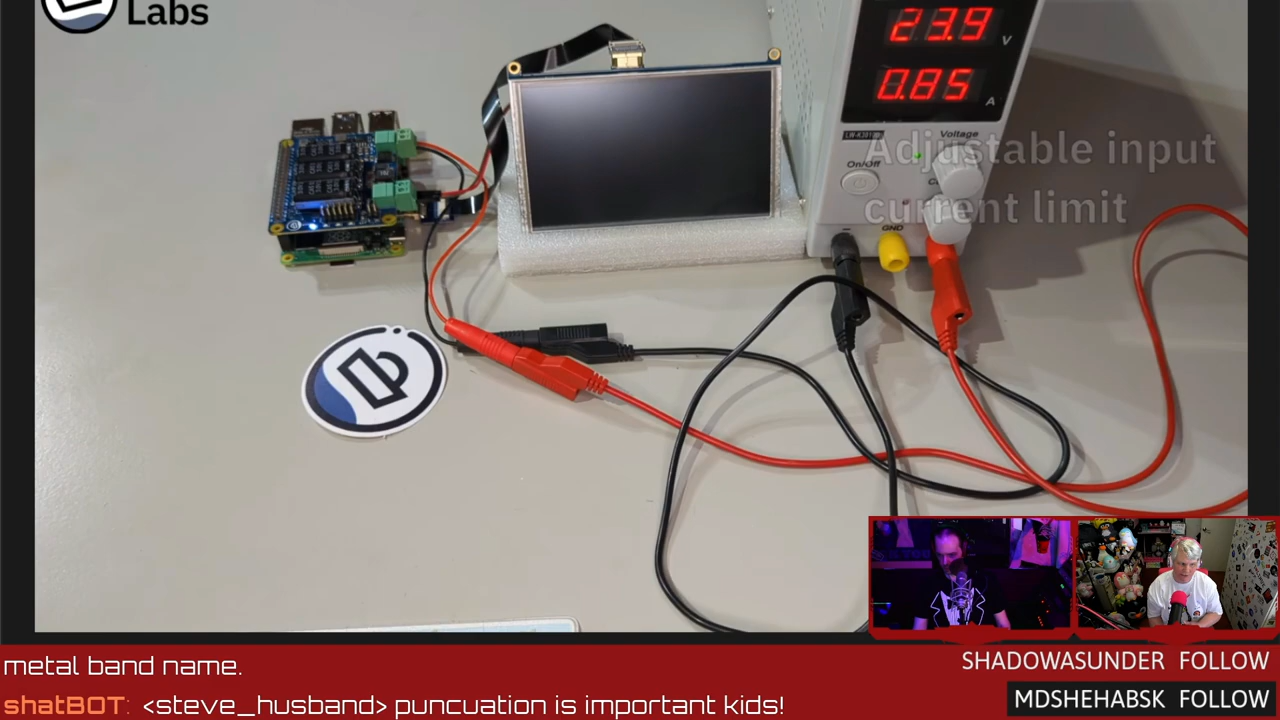 Labs
23.9
V
0.85
A
Voltage
On/Off
GND
Adjustable input
current limit
metal band name.
shatBOT: <steve_husband> puncuation is important kids!
SHADOWASUNDER FOLLOW
MDSHEHABSK FOLLOW